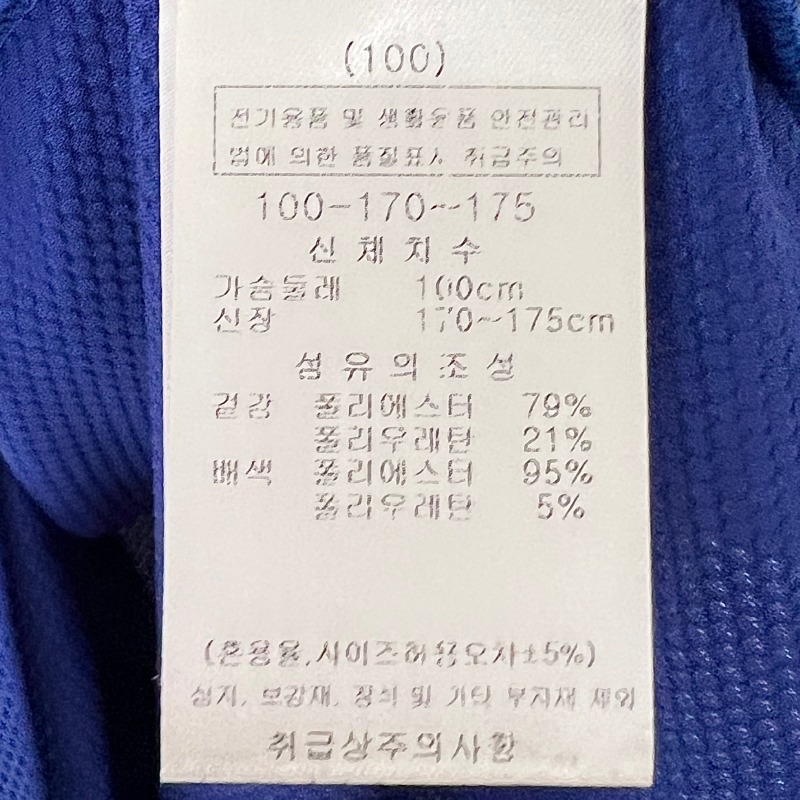 (100)
전기용품 및 생활용품 안전관리
법에 의한 품질표시 취급주의
100-170~175
신체치수
가슴둘레 100cm
신장 170~175cm
섬유의조성
겉감 폴리에스터 79%
폴리우레탄 21%
배색 폴리에스터 95%
폴리우레탄 5%
(혼용율,사이즈허용오차±5%)
심지, 보강재, 장식 및 기타 부자재 제외
취급상주의사항